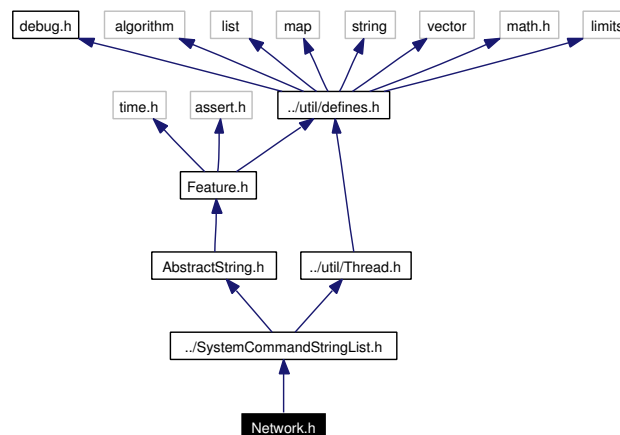 debug.h algorithm list map string vector math.h limits
time.h assert.h ../util/defines.h
Feature.h
AbstractString.h ../util/Thread.h
../SystemCommandStringList.h
Network.h